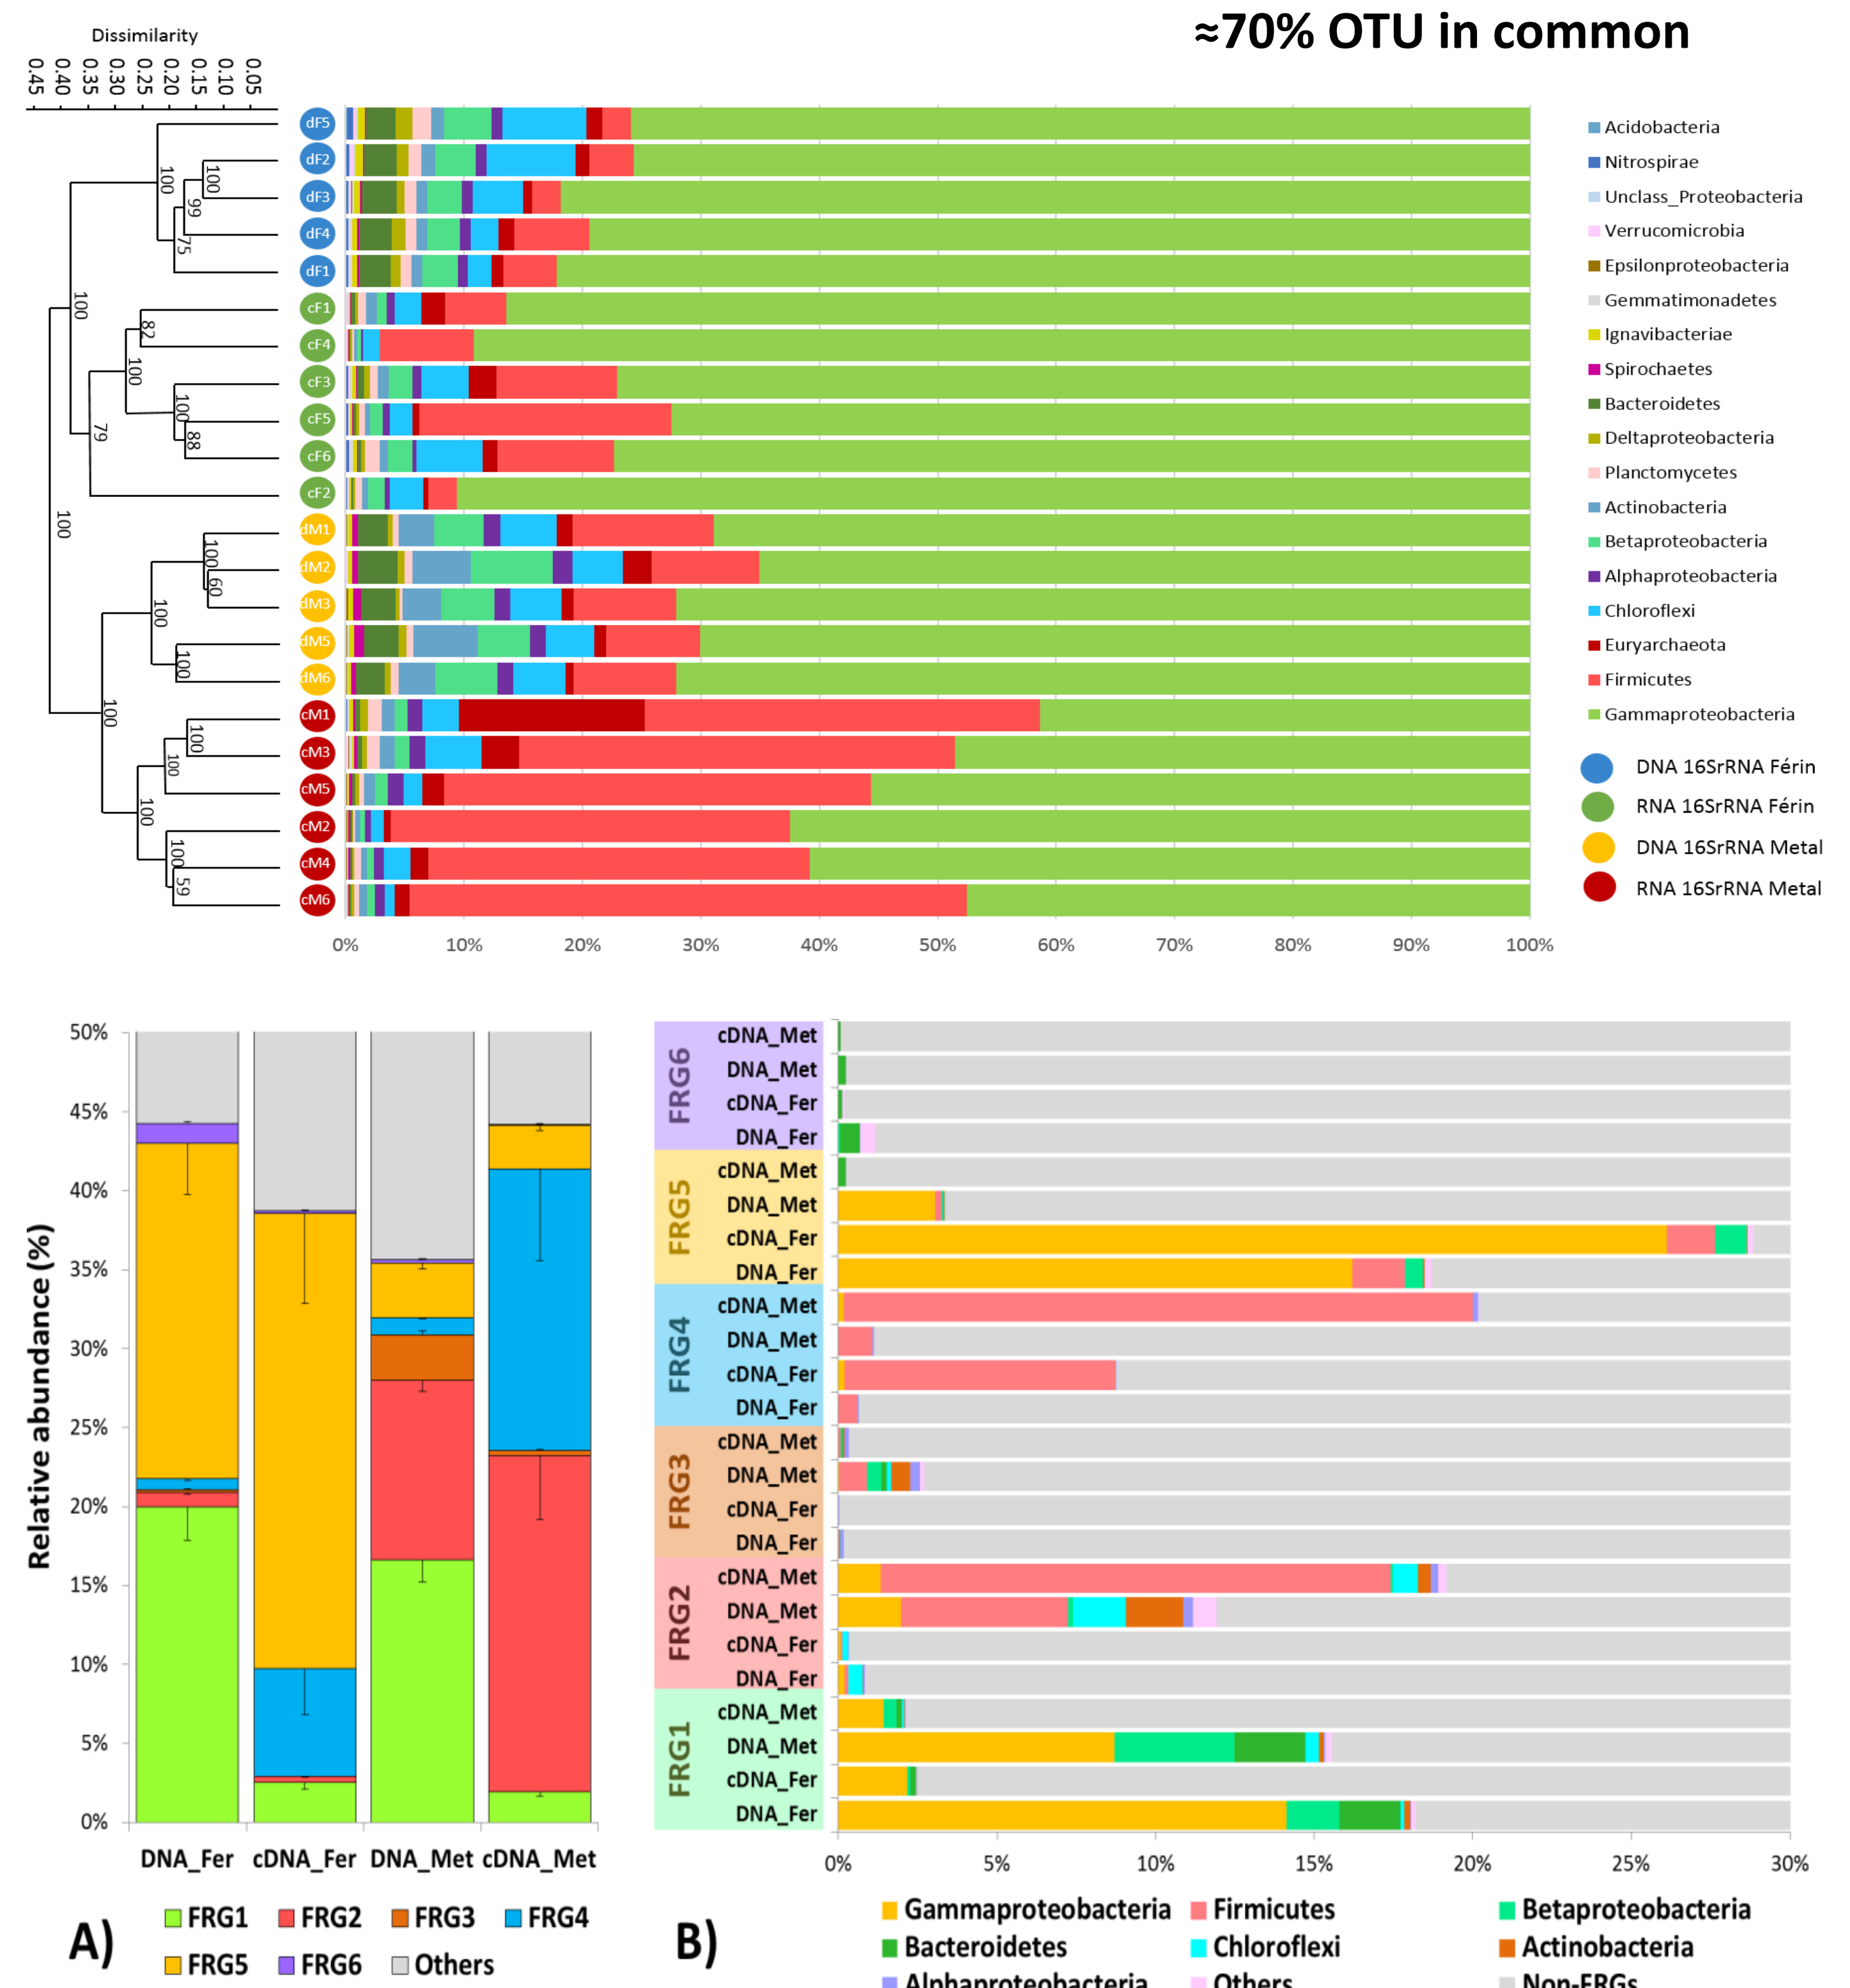 ≈70% OTU in common
Dissimilarity
0.45 0.40 0.35 0.30 0.25 0.20 0.15 0.10 0.05
dF5
dF2
dF3
dF4
dF1
cF1
cF4
cF3
cF5
cF6
cF2
dM1
dM2
dM3
dM5
dM6
cM1
cM3
cM5
cM2
cM4
cM6
100
100
99
75
100
82
100
100
88
79
100
100
60
100
100
100
100
100
100
100
59
0% 10% 20% 30% 40% 50% 60% 70% 80% 90% 100%
Acidobacteria
Nitrospirae
Unclass_Proteobacteria
Verrucomicrobia
Epsilonproteobacteria
Gemmatimonadetes
Ignavibacteriae
Spirochaetes
Bacteroidetes
Deltaproteobacteria
Planctomycetes
Actinobacteria
Betaproteobacteria
Alphaproteobacteria
Chloroflexi
Euryarchaeota
Firmicutes
Gammaproteobacteria
DNA 16SrRNA Férin
RNA 16SrRNA Férin
DNA 16SrRNA Metal
RNA 16SrRNA Metal
Relative abundance (%)
50%
45%
40%
35%
30%
25%
20%
15%
10%
5%
0%
DNA_Fer cDNA_Fer DNA_Met cDNA_Met
A)
FRG1 FRG2 FRG3 FRG4
FRG5 FRG6 Others
FRG6
cDNA_Met
DNA_Met
cDNA_Fer
DNA_Fer
FRG5
cDNA_Met
DNA_Met
cDNA_Fer
DNA_Fer
FRG4
cDNA_Met
DNA_Met
cDNA_Fer
DNA_Fer
FRG3
cDNA_Met
DNA_Met
cDNA_Fer
DNA_Fer
FRG2
cDNA_Met
DNA_Met
cDNA_Fer
DNA_Fer
FRG1
cDNA_Met
DNA_Met
cDNA_Fer
DNA_Fer
0% 5% 10% 15% 20% 25% 30%
B)
Gammaproteobacteria Firmicutes Betaproteobacteria
Bacteroidetes Chloroflexi Actinobacteria
Alphaproteobacteria Others Non-FRGs